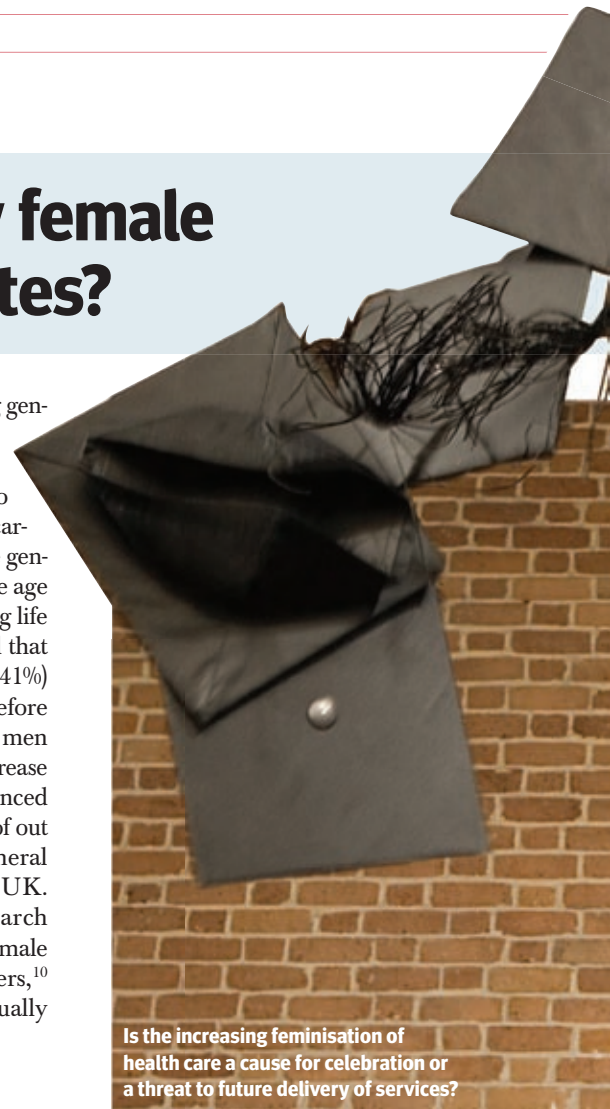 female
tes?
gen-
o
ar-
gen-
e age
g life
that
41%)
efore
men
rease
nced
of out
neral
UK.
arch
male
ers,10
ually
Is the increasing feminisation of
health care a cause for celebration or
a threat to future delivery of services?